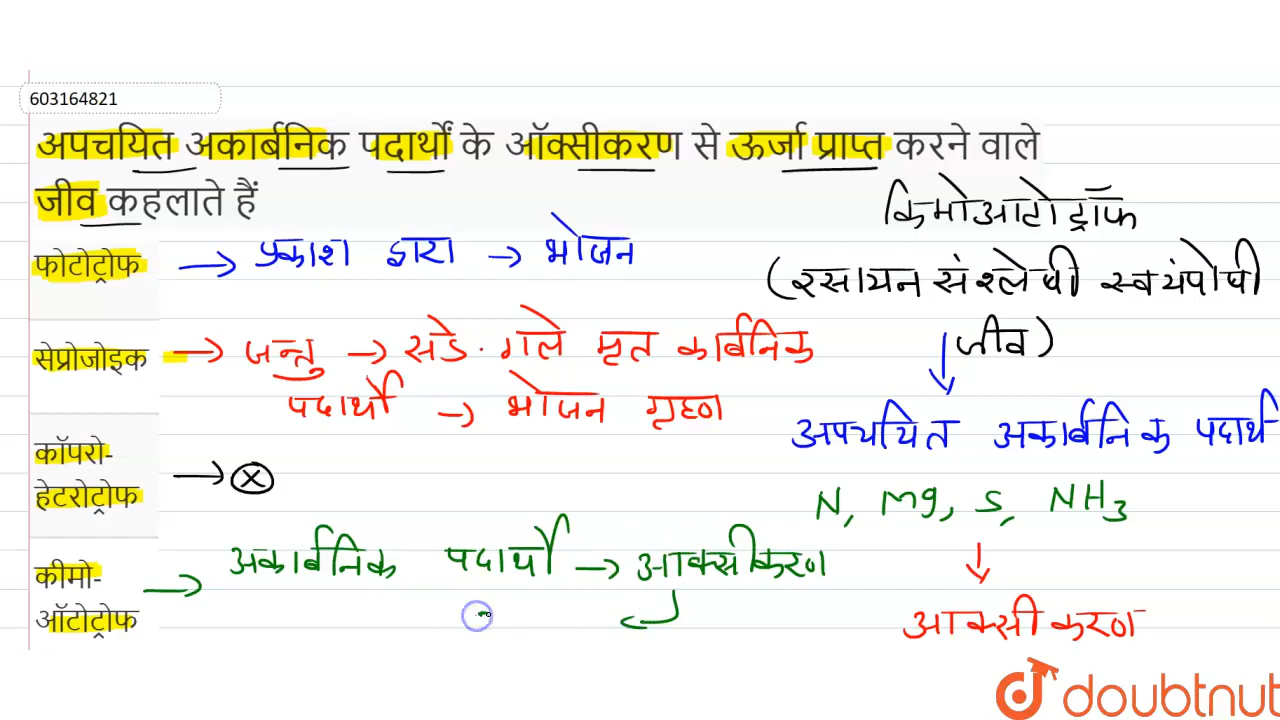 603164821
अपचयित अकार्बनिक पदार्थों के ऑक्सीकरण से ऊर्जा प्राप्त करने वाले
जीव कहलाते हैं
किमोआटोट्रॉफ
(रसायन संश्लेषी स्वयंपोषी
जीव)
फोटोट्रोफ → प्रकाश द्वारा → भोजन
सेप्रोजोइक → जन्तु → सडे. गले मृत कार्बनिक
पदार्थों → भोजन गृहण
अपचयित अकार्बनिक पदार्थ
N, Mg, S, NH3
आक्सीकरण
कॉपरो-
हेटरोट्रोफ → x
कीमो-
ऑटोट्रोफ → अकार्बनिक पदार्थों → आक्सीकरण
doubtnut